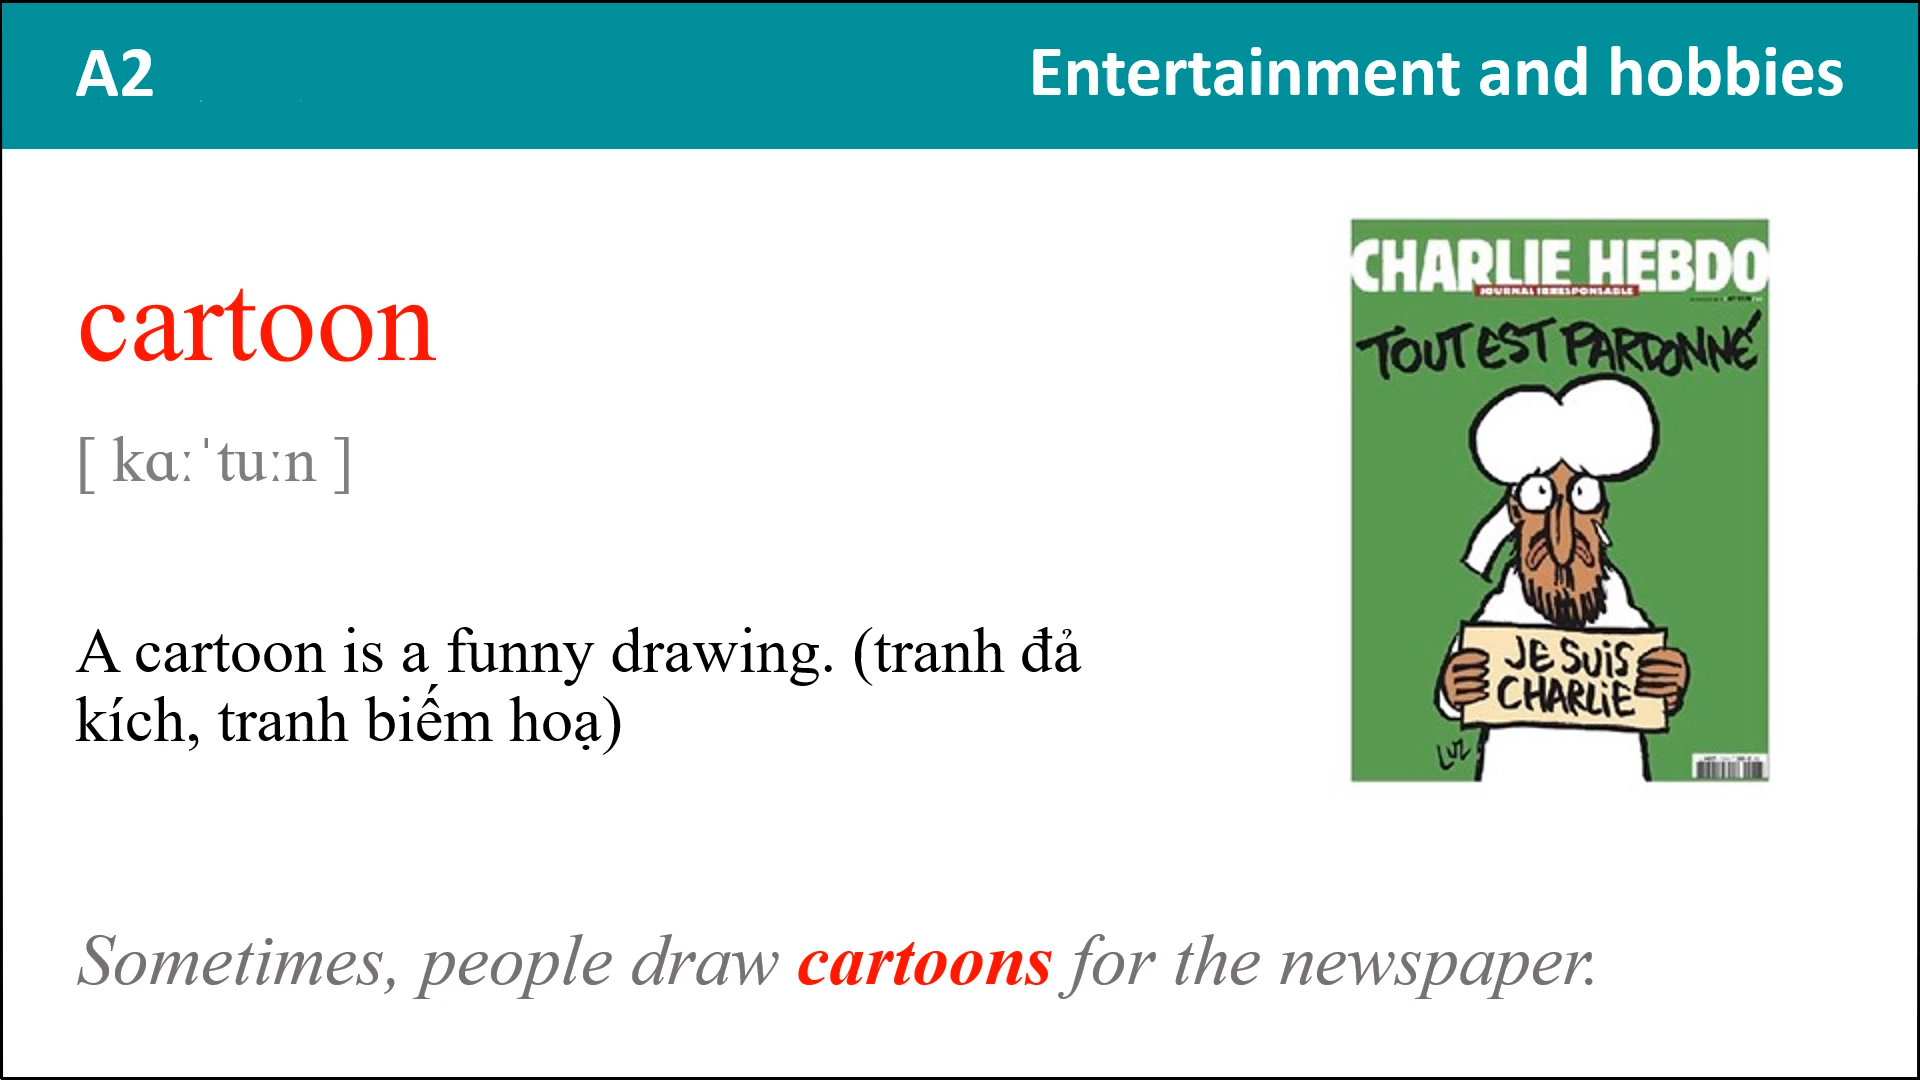 A2
Entertainment and hobbies
cartoon
[ kɑːˈtuːn ]
A cartoon is a funny drawing. (tranh đả
kích, tranh biếm hoạ)
Sometimes, people draw cartoons for the newspaper.
CHARLIE HEBDO
JOURNAL IRRESPONSABLE
TOUT EST PARDONNÉ
JE SUIS
CHARLIE
LUZ